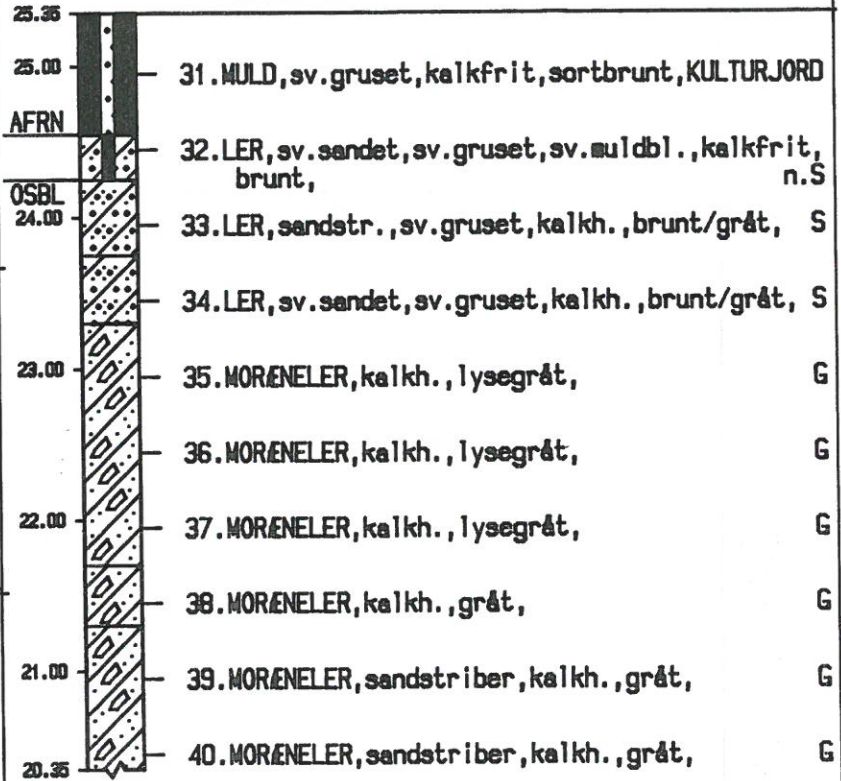 25.35
25.00
31.MULD,sv.gruset,kalkfrit,sortbrunt,KULTURJORD
AFRN
32.LER,sv.sandet,sv.gruset,sv.muldbl.,kalkfrit,
brunt, n.S
OSBL
24.00
33.LER,sandstr.,sv.gruset,kalkh.,brunt/gråt, S
34.LER,sv.sandet,sv.gruset,kalkh.,brunt/gråt, S
23.00
35.MORÆNELER,kalkh.,lysegråt, G
36.MORÆNELER,kalkh.,lysegråt, G
22.00
37.MORÆNELER,kalkh.,lysegråt, G
38.MORÆNELER,kalkh.,gråt, G
21.00
39.MORÆNELER,sandstriber,kalkh.,gråt, G
40.MORÆNELER,sandstriber,kalkh.,gråt, G
20.35